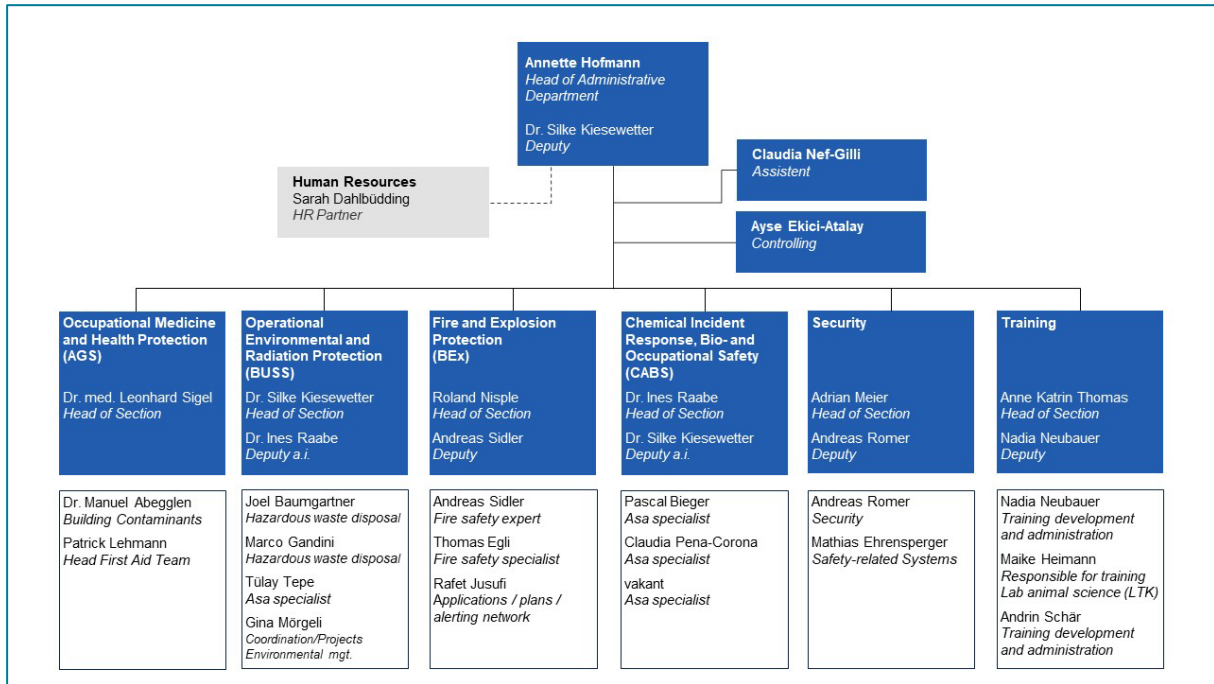 Annette Hofmann
Head of Administrative
Department
Dr. Silke Kiesewetter
Deputy
Claudia Nef-Gilli
Assistent
Human Resources
Sarah Dahlbüdding
HR Partner
Ayse Ekici-Atalay
Controlling
Occupational Medicine
and Health Protection
(AGS)
Dr. med. Leonhard Sigel
Head of Section
Operational
Environmental and
Radiation Protection
(BUSS)
Dr. Silke Kiesewetter
Head of Section
Dr. Ines Raabe
Deputy a.i.
Fire and Explosion
Protection
(BEx)
Roland Nisple
Head of Section
Andreas Sidler
Deputy
Chemical Incident
Response, Bio- and
Occupational Safety
(CABS)
Dr. Ines Raabe
Head of Section
Dr. Silke Kiesewetter
Deputy a.i.
Security
Adrian Meier
Head of Section
Andreas Romer
Deputy
Training
Anne Katrin Thomas
Head of Section
Nadia Neubauer
Deputy
Dr. Manuel Abegglen
Building Contaminants
Patrick Lehmann
Head First Aid Team
Joel Baumgartner
Hazardous waste disposal
Marco Gandini
Hazardous waste disposal
Tülay Tepe
Asa specialist
Gina Mörgeli
Coordination/Projects
Environmental mgt.
Andreas Sidler
Fire safety expert
Thomas Egli
Fire safety specialist
Rafet Jusufi
Applications / plans /
alerting network
Pascal Bieger
Asa specialist
Claudia Pena-Corona
Asa specialist
vakant
Asa specialist
Andreas Romer
Security
Mathias Ehrensperger
Safety-related Systems
Nadia Neubauer
Training development
and administration
Maike Heimann
Responsible for training
Lab animal science (LTK)
Andrin Schär
Training development
and administration